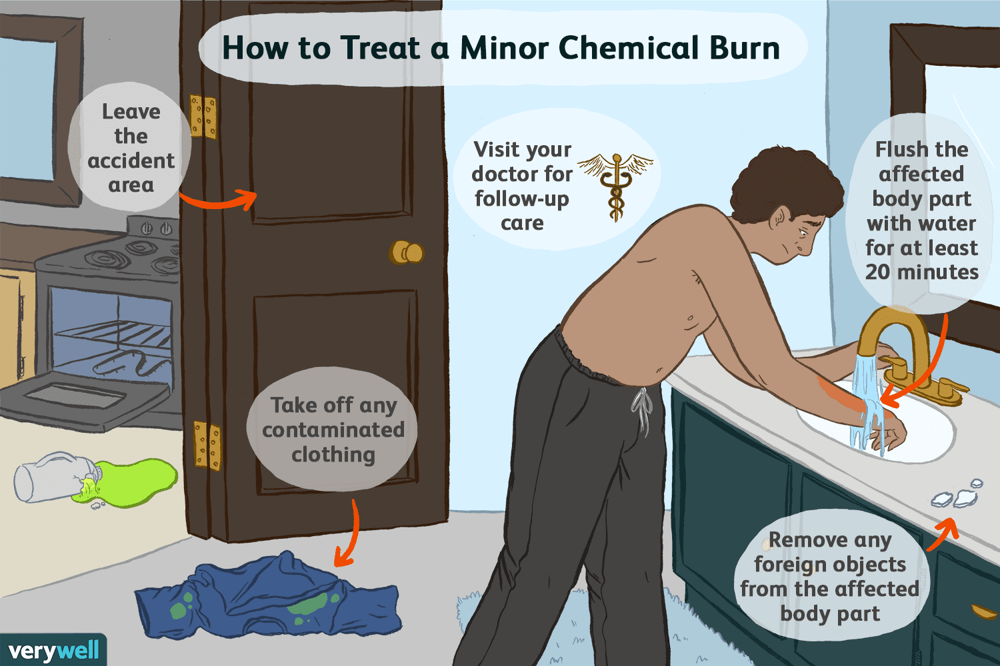 How to Treat a Minor Chemical Burn
Leave
the
accident
area
Visit your
doctor for
follow-up
care
Flush the
affected
body part
with water
for at least
20 minutes
Take off any
contaminated
clothing
Remove any
foreign objects
from the affected
body part
verywell